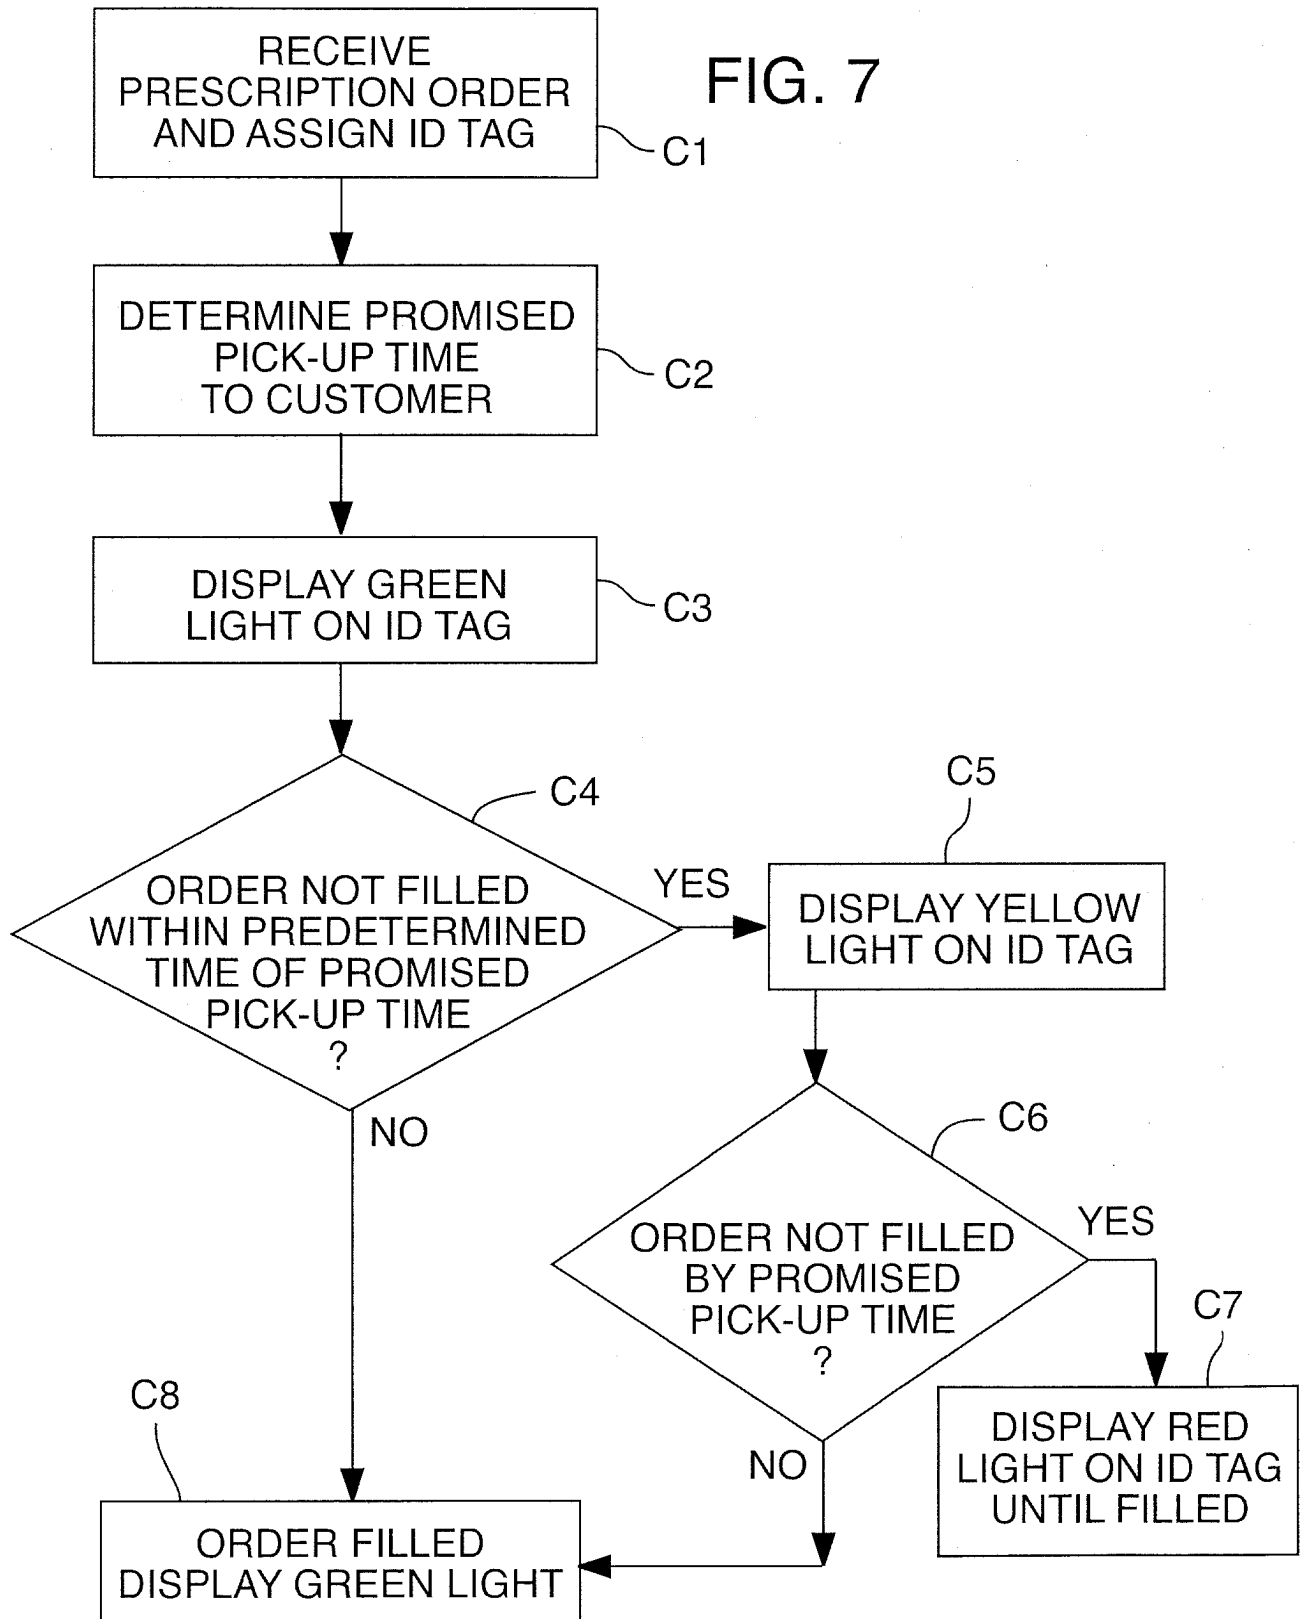 RECEIVE
PRESCRIPTION ORDER
AND ASSIGN ID TAG
C1
FIG. 7
DETERMINE PROMISED
PICK-UP TIME
TO CUSTOMER
C2
DISPLAY GREEN
LIGHT ON ID TAG
C3
C4
ORDER NOT FILLED
WITHIN PREDETERMINED
TIME OF PROMISED
PICK-UP TIME
?
YES
NO
C5
DISPLAY YELLOW
LIGHT ON ID TAG
C6
ORDER NOT FILLED
BY PROMISED
PICK-UP TIME
?
YES
NO
C7
DISPLAY RED
LIGHT ON ID TAG
UNTIL FILLED
C8
ORDER FILLED
DISPLAY GREEN LIGHT